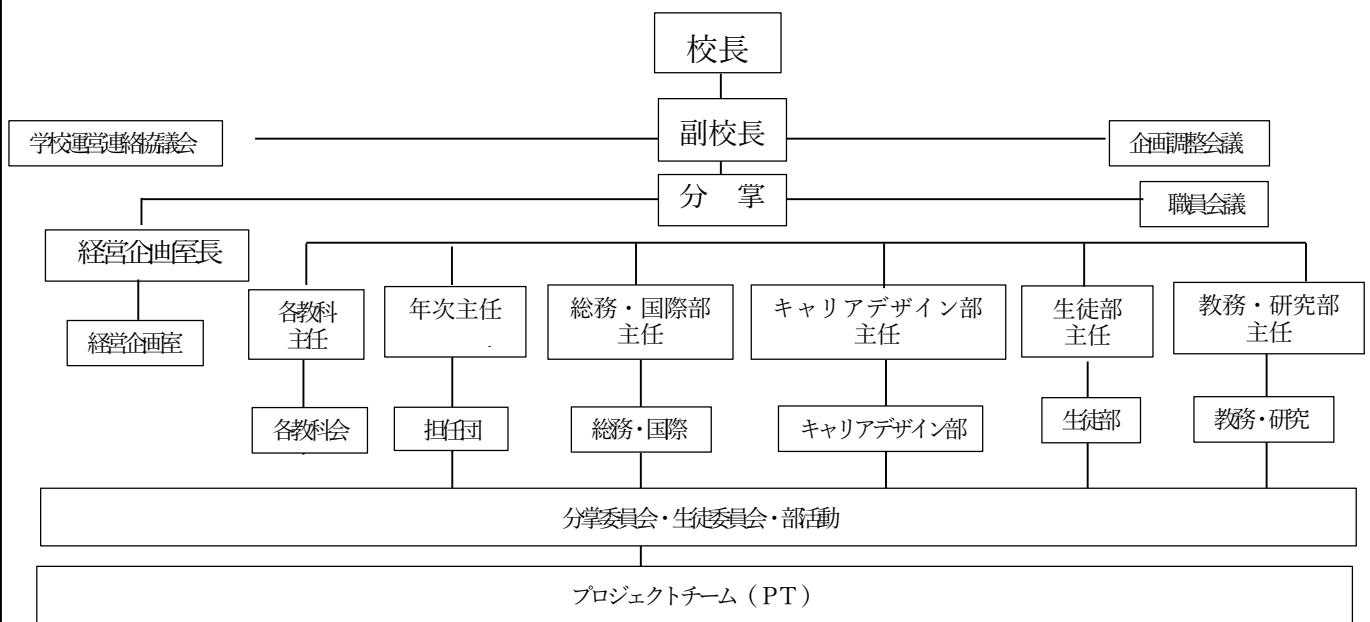 校長
副校長
学校運営連絡協議会
企画調整会議
分　掌
職員会議
経営企画室長
経営企画室
各教科
主任
年次主任
総務・国際部
主任
キャリアデザイン部
主任
生徒部
主任
教務・研究部
主任
各教科会
担任団
総務・国際
キャリアデザイン部
生徒部
教務・研究
分掌委員会・生徒委員会・部活動
プロジェクトチーム（ＰＴ）